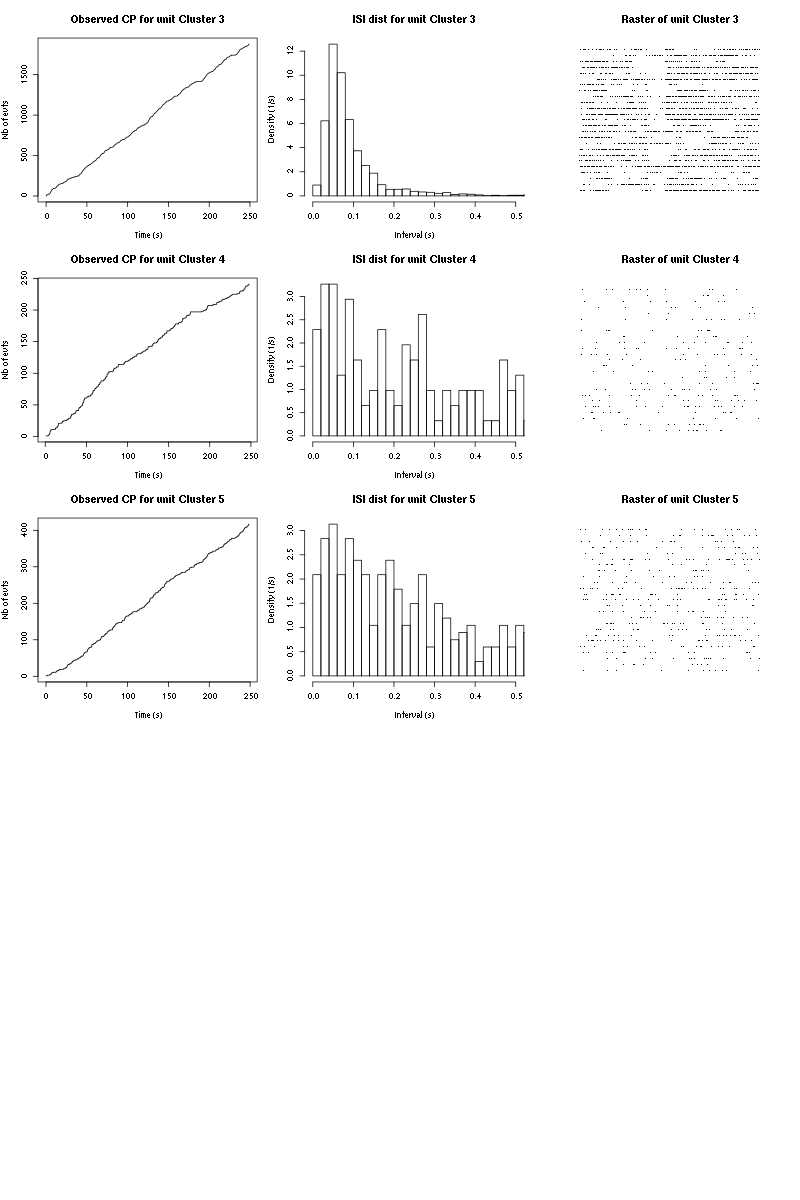 Observed CP for unit Cluster 3
ISI dist for unit Cluster 3
Raster of unit Cluster 3
Nb of evts
0 500 1000 1500
0 50 100 150 200 250
Time (s)
Density (1/s)
0 2 4 6 8 10 12
0.0 0.1 0.2 0.3 0.4 0.5
Interval (s)
Observed CP for unit Cluster 4
ISI dist for unit Cluster 4
Raster of unit Cluster 4
Nb of evts
0 50 100 150 200 250
0 50 100 150 200 250
Time (s)
Density (1/s)
0.0 0.5 1.0 1.5 2.0 2.5 3.0
0.0 0.1 0.2 0.3 0.4 0.5
Interval (s)
Observed CP for unit Cluster 5
ISI dist for unit Cluster 5
Raster of unit Cluster 5
Nb of evts
0 100 200 300 400
0 50 100 150 200 250
Time (s)
Density (1/s)
0.0 0.5 1.0 1.5 2.0 2.5 3.0
0.0 0.1 0.2 0.3 0.4 0.5
Interval (s)